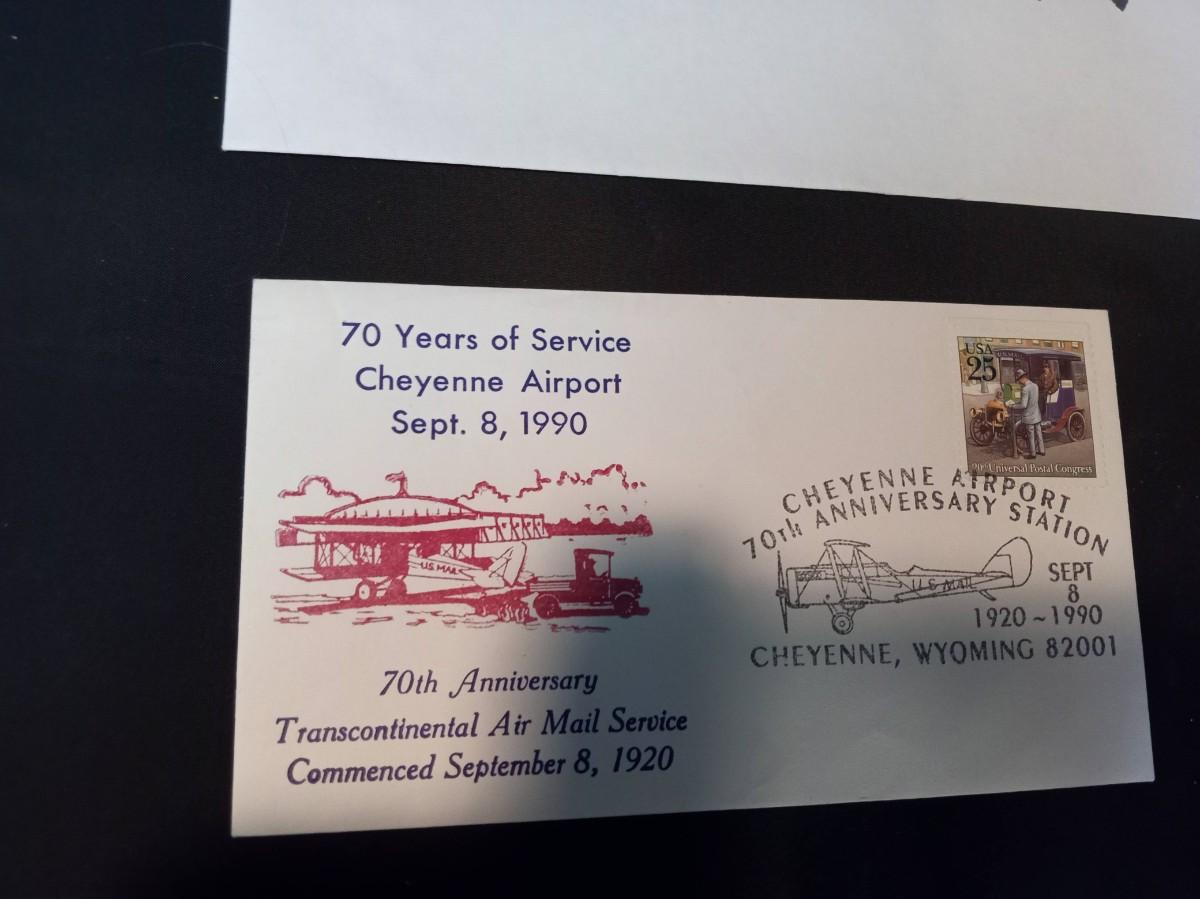 70 Years of Service
Cheyenne Airport
Sept. 8, 1990
U.S. MAIL
70th Anniversary
Transcontinental Air Mail Service
Commenced September 8, 1920
USA
25
U.S. MAIL
20th Universal Postal Congress
CHEYENNE AIRPORT
70th ANNIVERSARY STATION
U.S. MAIL
SEPT
8
1920 ~ 1990
CHEYENNE, WYOMING 82001